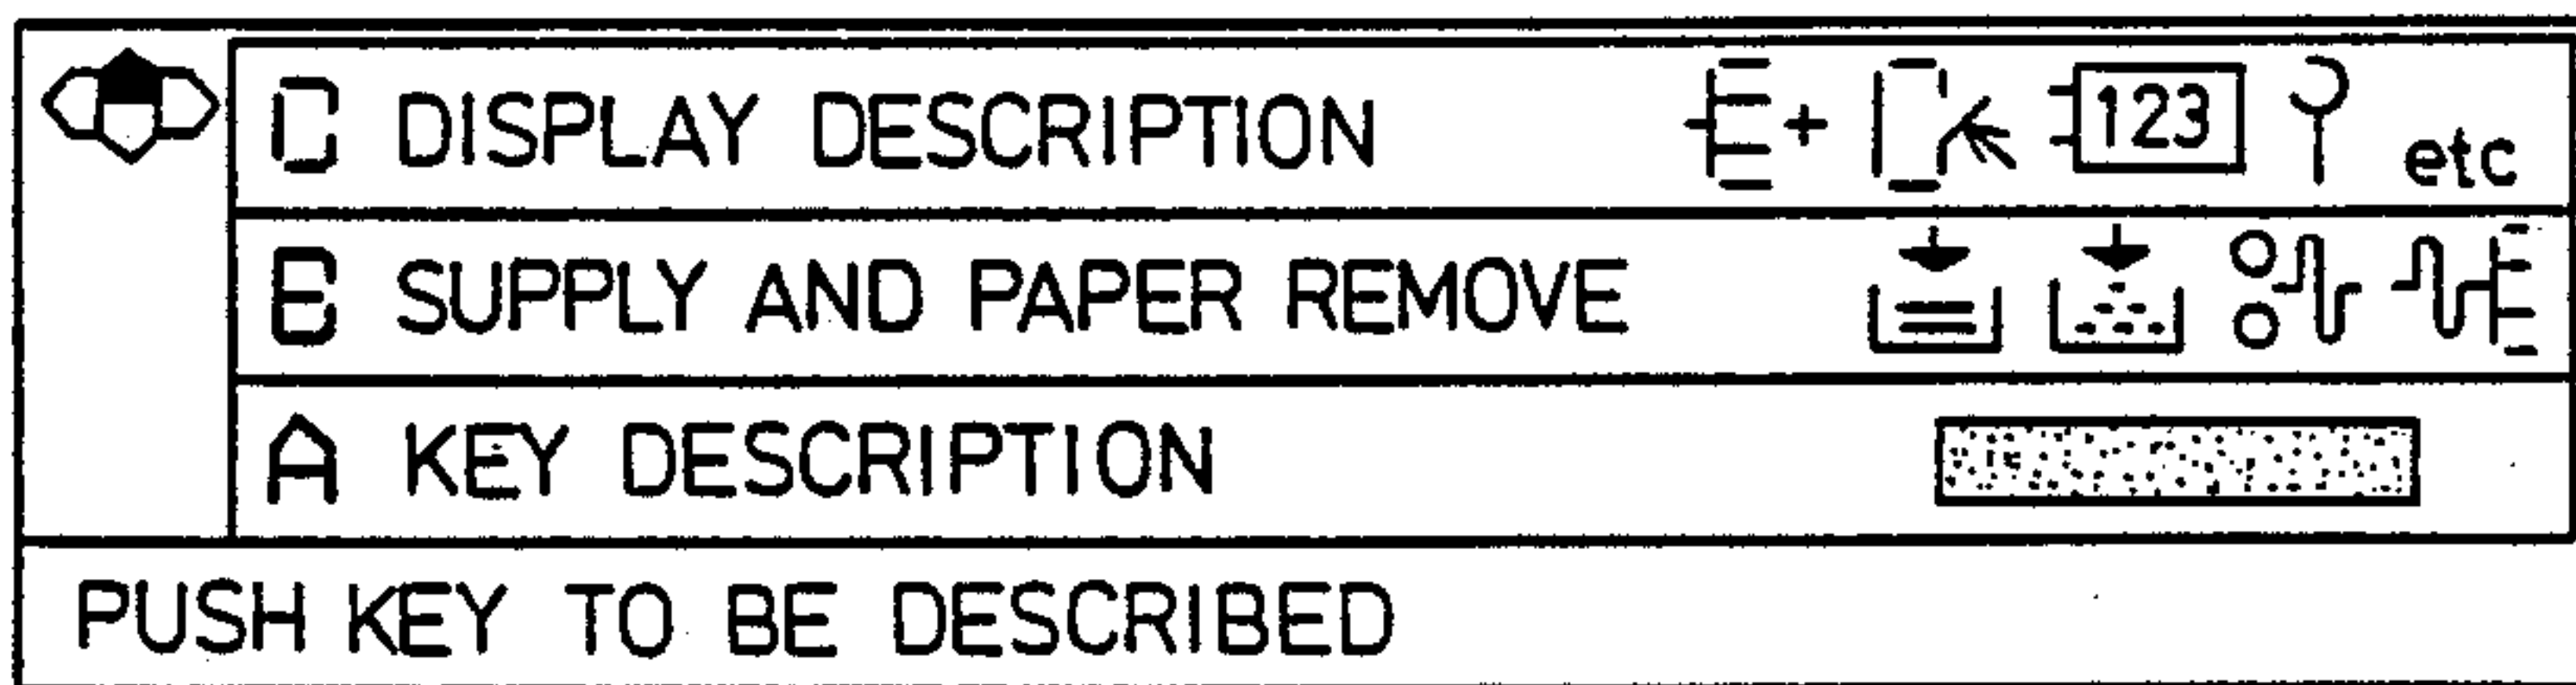 C DISPLAY DESCRIPTION 123 etc
B SUPPLY AND PAPER REMOVE
A KEY DESCRIPTION
PUSH KEY TO BE DESCRIBED